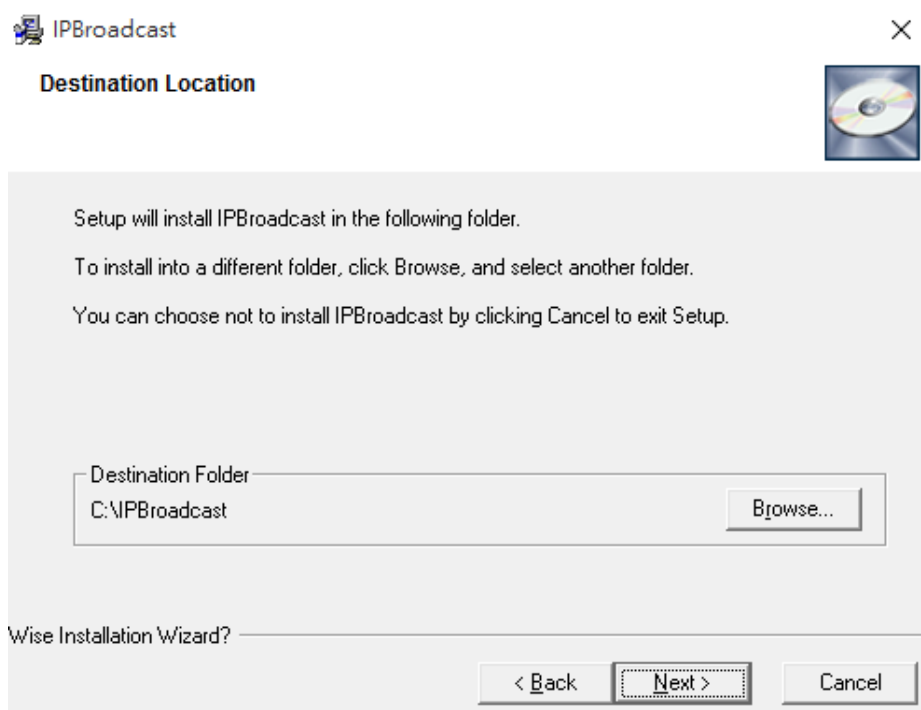 IPBroadcast
Destination Location
Setup will install IPBroadcast in the following folder.
To install into a different folder, click Browse, and select another folder.
You can choose not to install IPBroadcast by clicking Cancel to exit Setup.
Destination Folder
C:\IPBroadcast
Browse...
Wise Installation Wizard?
< Back
Next >
Cancel